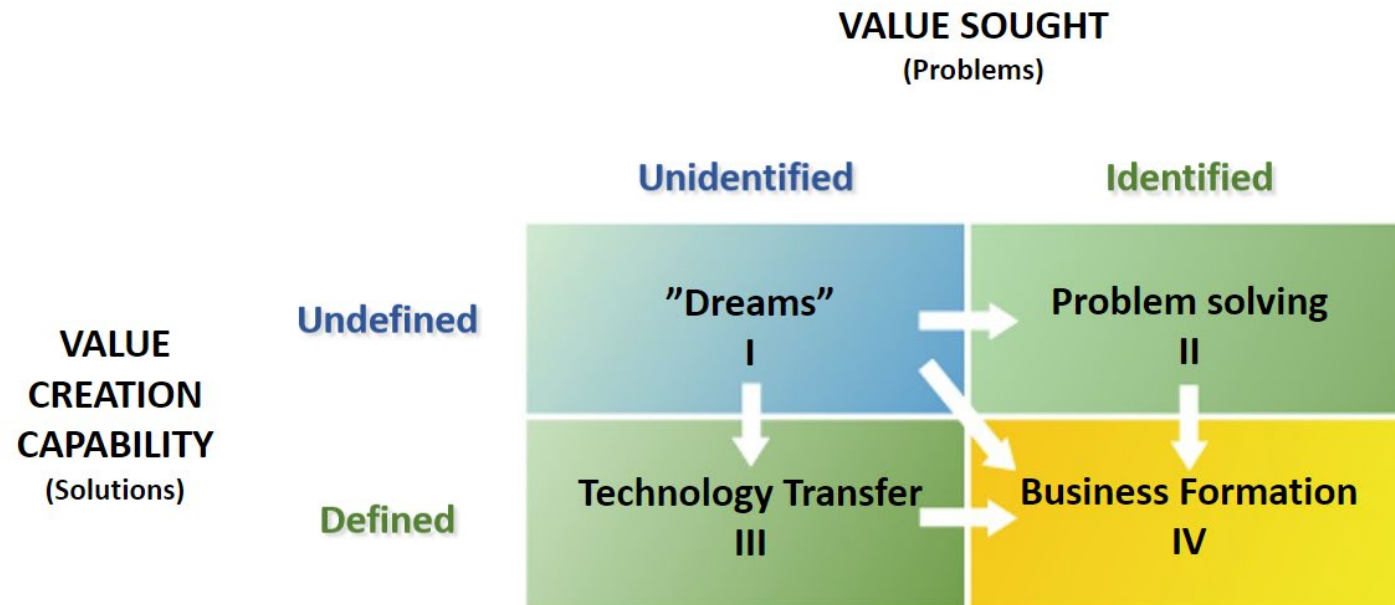 VALUE SOUGHT
(Problems)
Unidentified
Identified
Undefined
”Dreams”
I
Problem solving
II
VALUE
CREATION
CAPABILITY
(Solutions)
Defined
Technology Transfer
III
Business Formation
IV